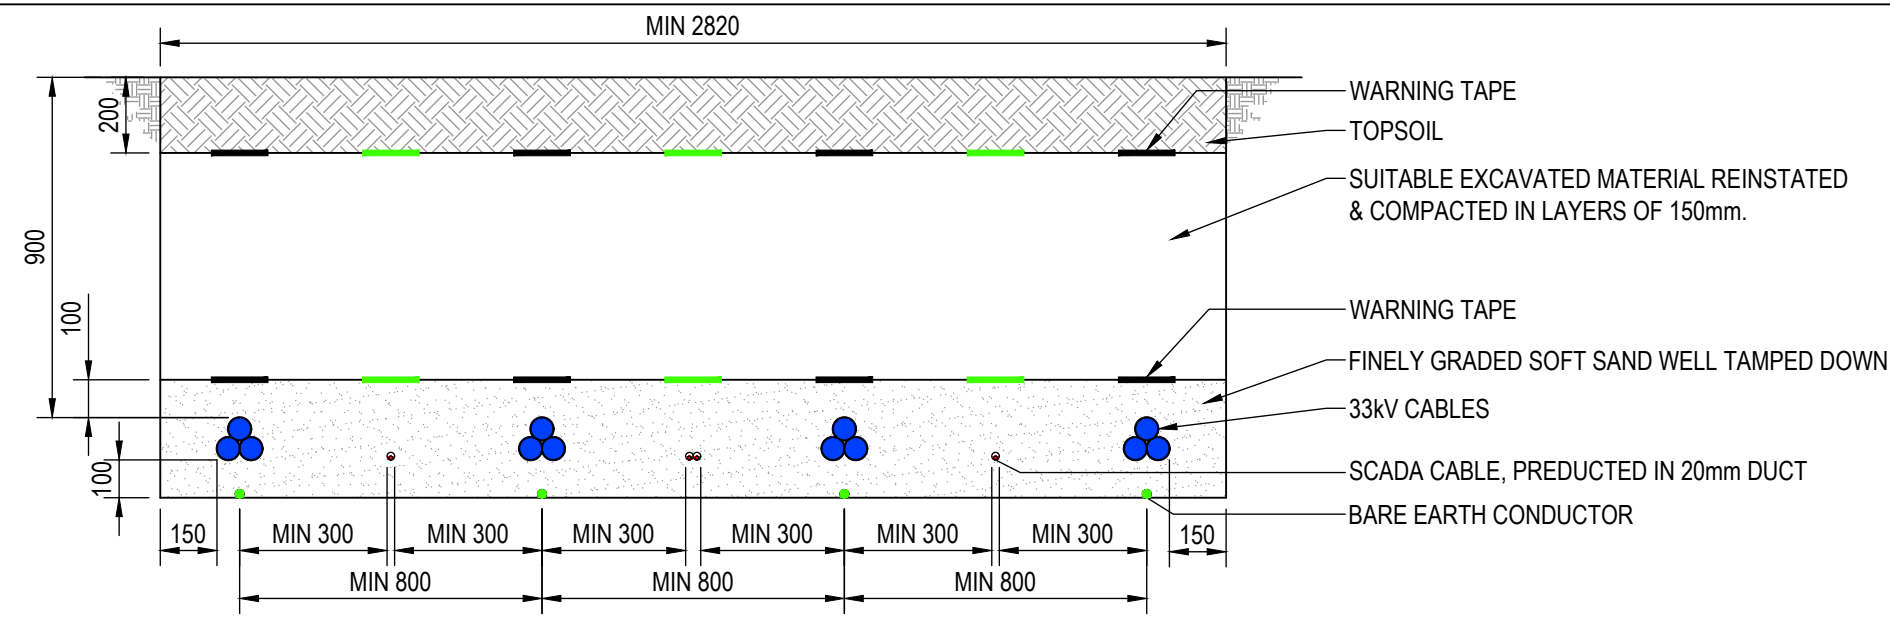 MIN 2820
WARNING TAPE
200
TOPSOIL
SUITABLE EXCAVATED MATERIAL REINSTATED
& COMPACTED IN LAYERS OF 150mm.
900
100
WARNING TAPE
FINELY GRADED SOFT SAND WELL TAMPED DOWN
33kV CABLES
100
SCADA CABLE, PREDUCTED IN 20mm DUCT
BARE EARTH CONDUCTOR
150 MIN 300 MIN 300 MIN 300 MIN 300 MIN 300 MIN 300 150
MIN 800 MIN 800 MIN 800